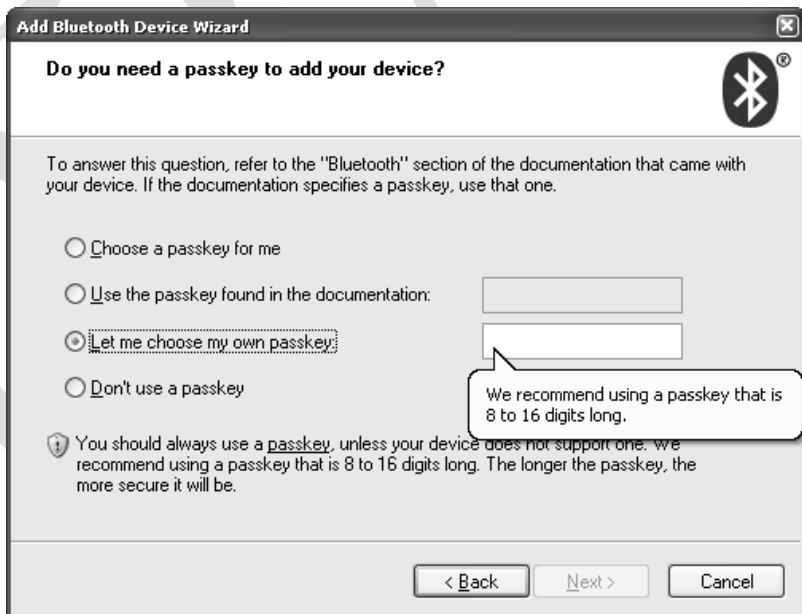 Add Bluetooth Device Wizard
Do you need a passkey to add your device?
®
To answer this question, refer to the "Bluetooth" section of the documentation that came with
your device. If the documentation specifies a passkey, use that one.
Choose a passkey for me
Use the passkey found in the documentation:
Let me choose my own passkey:
Don't use a passkey
We recommend using a passkey that is
8 to 16 digits long.
You should always use a passkey, unless your device does not support one. We
recommend using a passkey that is 8 to 16 digits long. The longer the passkey, the
more secure it will be.
< Back
Next >
Cancel